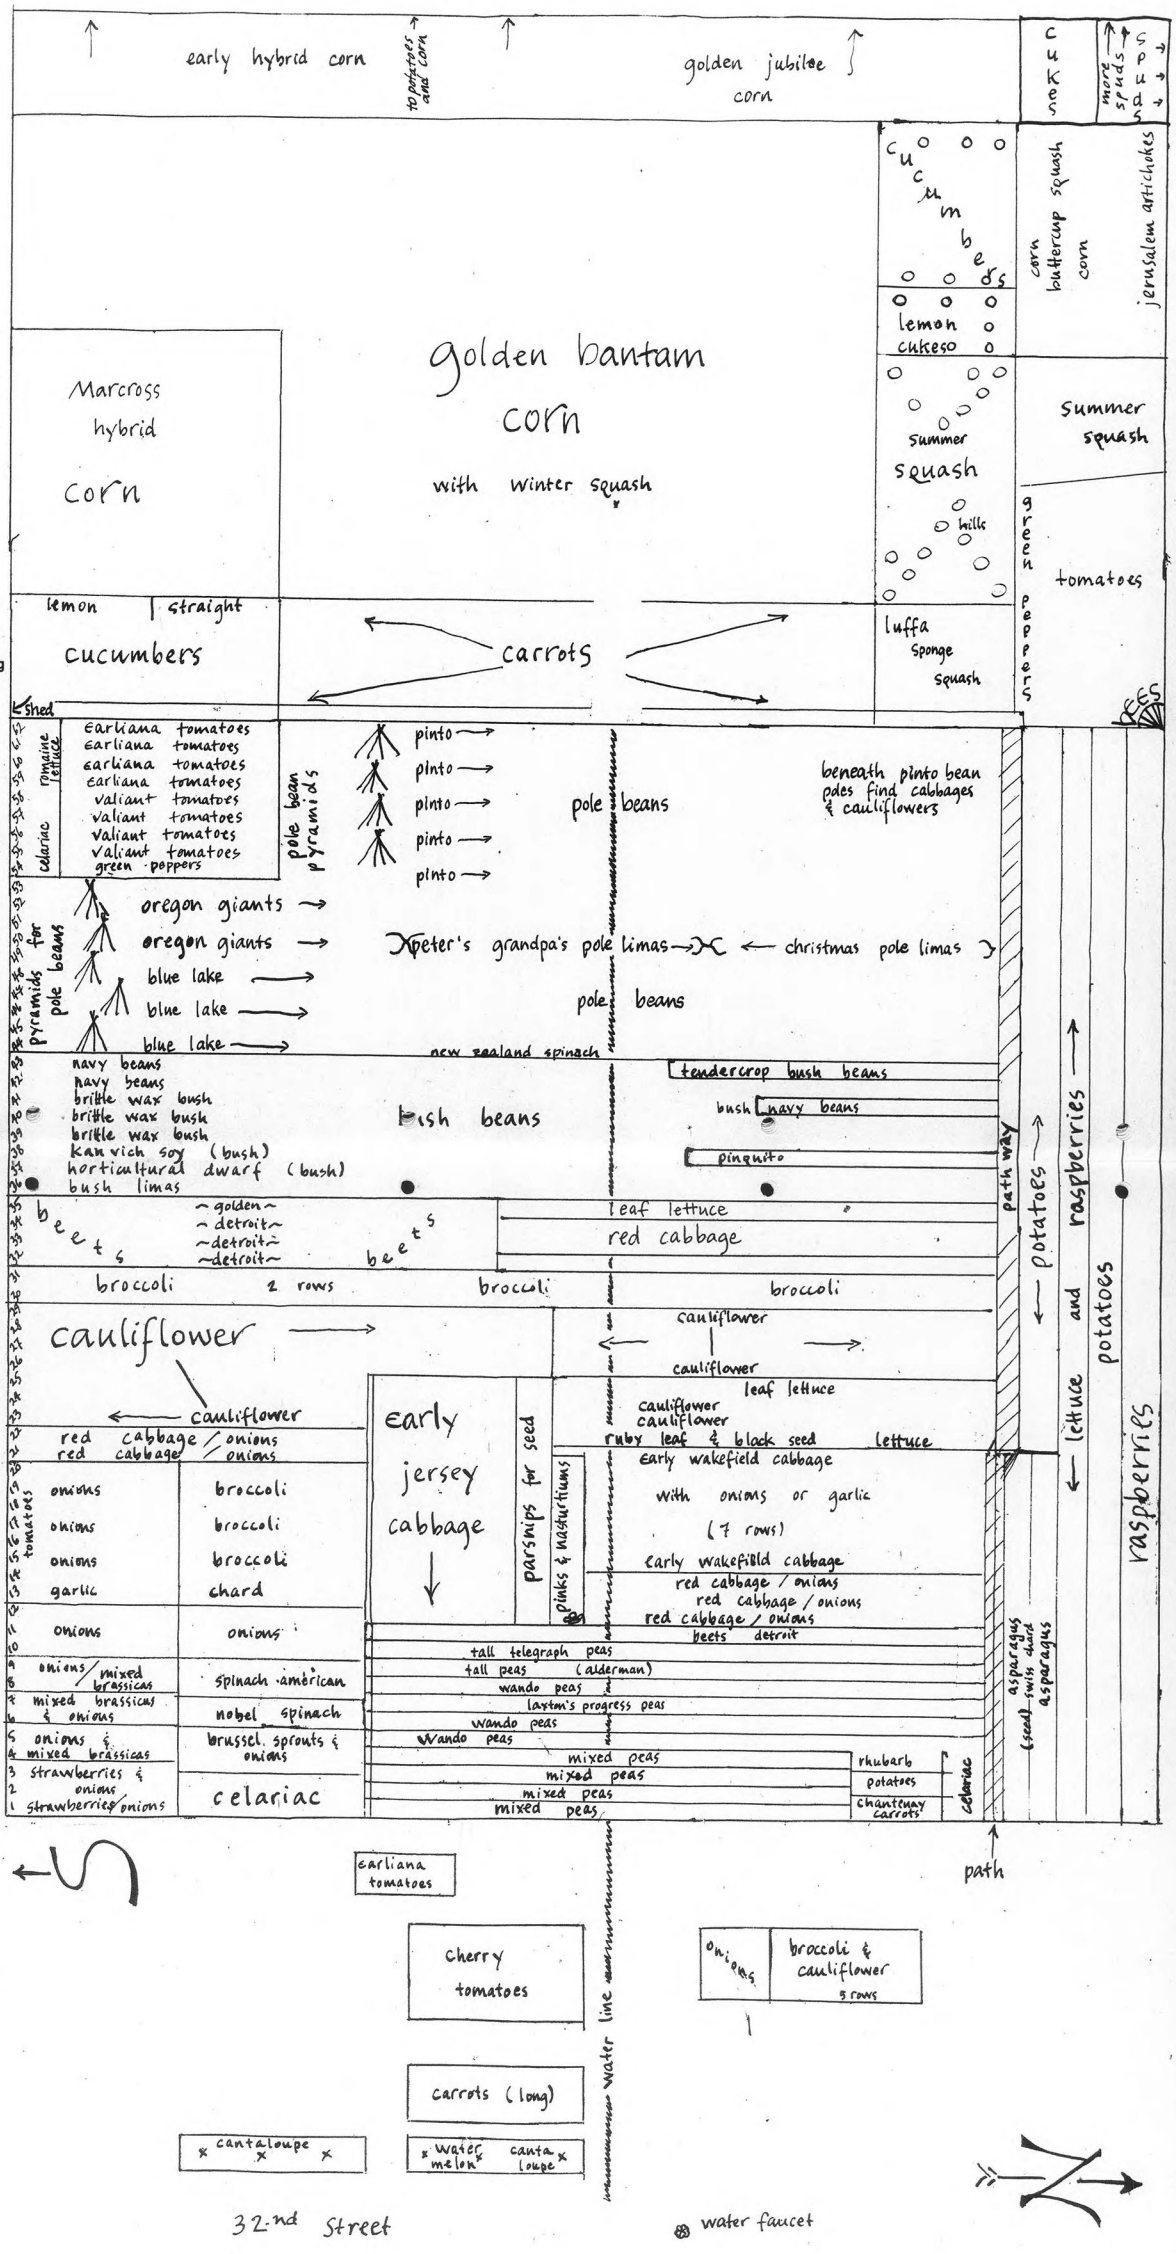 early hybrid corn
to potatoes and corn
golden jubilee
corn
cukes
more spuds
spuds
cucumbers
corn
buttercup squash
corn
jerusalem artichokes
lemon
cukes
Marcross
hybrid
corn
golden bantam
corn
with winter squash
summer
squash
hills
summer
squash
green peppers
tomatoes
lemon
straight
cucumbers
carrots
luffa
sponge
squash
BEES
shed
romaine lettuce
celariac
earliana tomatoes
earliana tomatoes
earliana tomatoes
earliana tomatoes
valiant tomatoes
valiant tomatoes
valiant tomatoes
valiant tomatoes
green peppers
pole bean pyramids
pinto
pinto
pinto
pinto
pinto
pole beans
beneath pinto bean
poles find cabbages
& cauliflowers
pyramids for pole beans
oregon giants
oregon giants
blue lake
blue lake
blue lake
peter's grandpa's pole limas
christmas pole limas
pole beans
new zealand spinach
navy beans
navy beans
brittle wax bush
brittle wax bush
brittle wax bush
kanrich soy (bush)
horticultural dwarf (bush)
bush limas
bush beans
tendercrop bush beans
bush navy beans
pinquito
path way
potatoes
lettuce and raspberries
potatoes
raspberries
beets
~golden~
~detroit~
~detroit~
~detroit~
beets
leaf lettuce
red cabbage
broccoli 2 rows broccoli broccoli
cauliflower
cauliflower
cauliflower
cauliflower
leaf lettuce
cauliflower
cauliflower
ruby leaf & black seed lettuce
red cabbage / onions
red cabbage / onions
tomatoes
onions broccoli
onions broccoli
onions broccoli
garlic chard
onions onions
early
jersey
cabbage
parsnips for seed
pinks & nasturtiums
early wakefield cabbage
with onions or garlic
(7 rows)
early wakefield cabbage
red cabbage / onions
red cabbage / onions
red cabbage / onions
beets detroit
tall telegraph peas
tall peas (alderman)
wando peas
laxton's progress peas
wando peas
Wando peas
mixed peas
mixed peas
mixed peas
mixed peas
rhubarb
potatoes
chantenay
carrots
celariac
asparagus
(seed) swiss chard
asparagus
9 onions/mixed
8 brassicas
7 mixed brassicas
6 & onions
5 onions &
4 mixed brassicas
3 strawberries &
2 onions
1 strawberries/onions
spinach american
nobel spinach
brussel sprouts &
onions
celariac
S
path
earliana
tomatoes
cherry
tomatoes
onions
broccoli &
cauliflower
5 rows
water line
carrots (long)
cantaloupe
water
melon
canta
loupe
N
32nd Street
water faucet